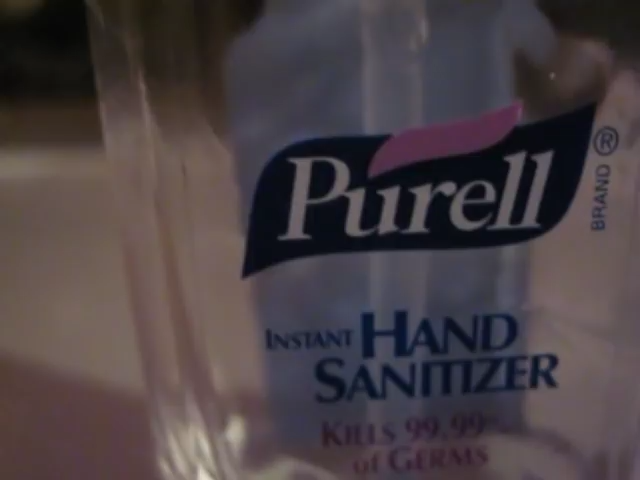 Purell
BRAND ®
INSTANT HAND
SANITIZER
KILLS 99.99%
of GERMS